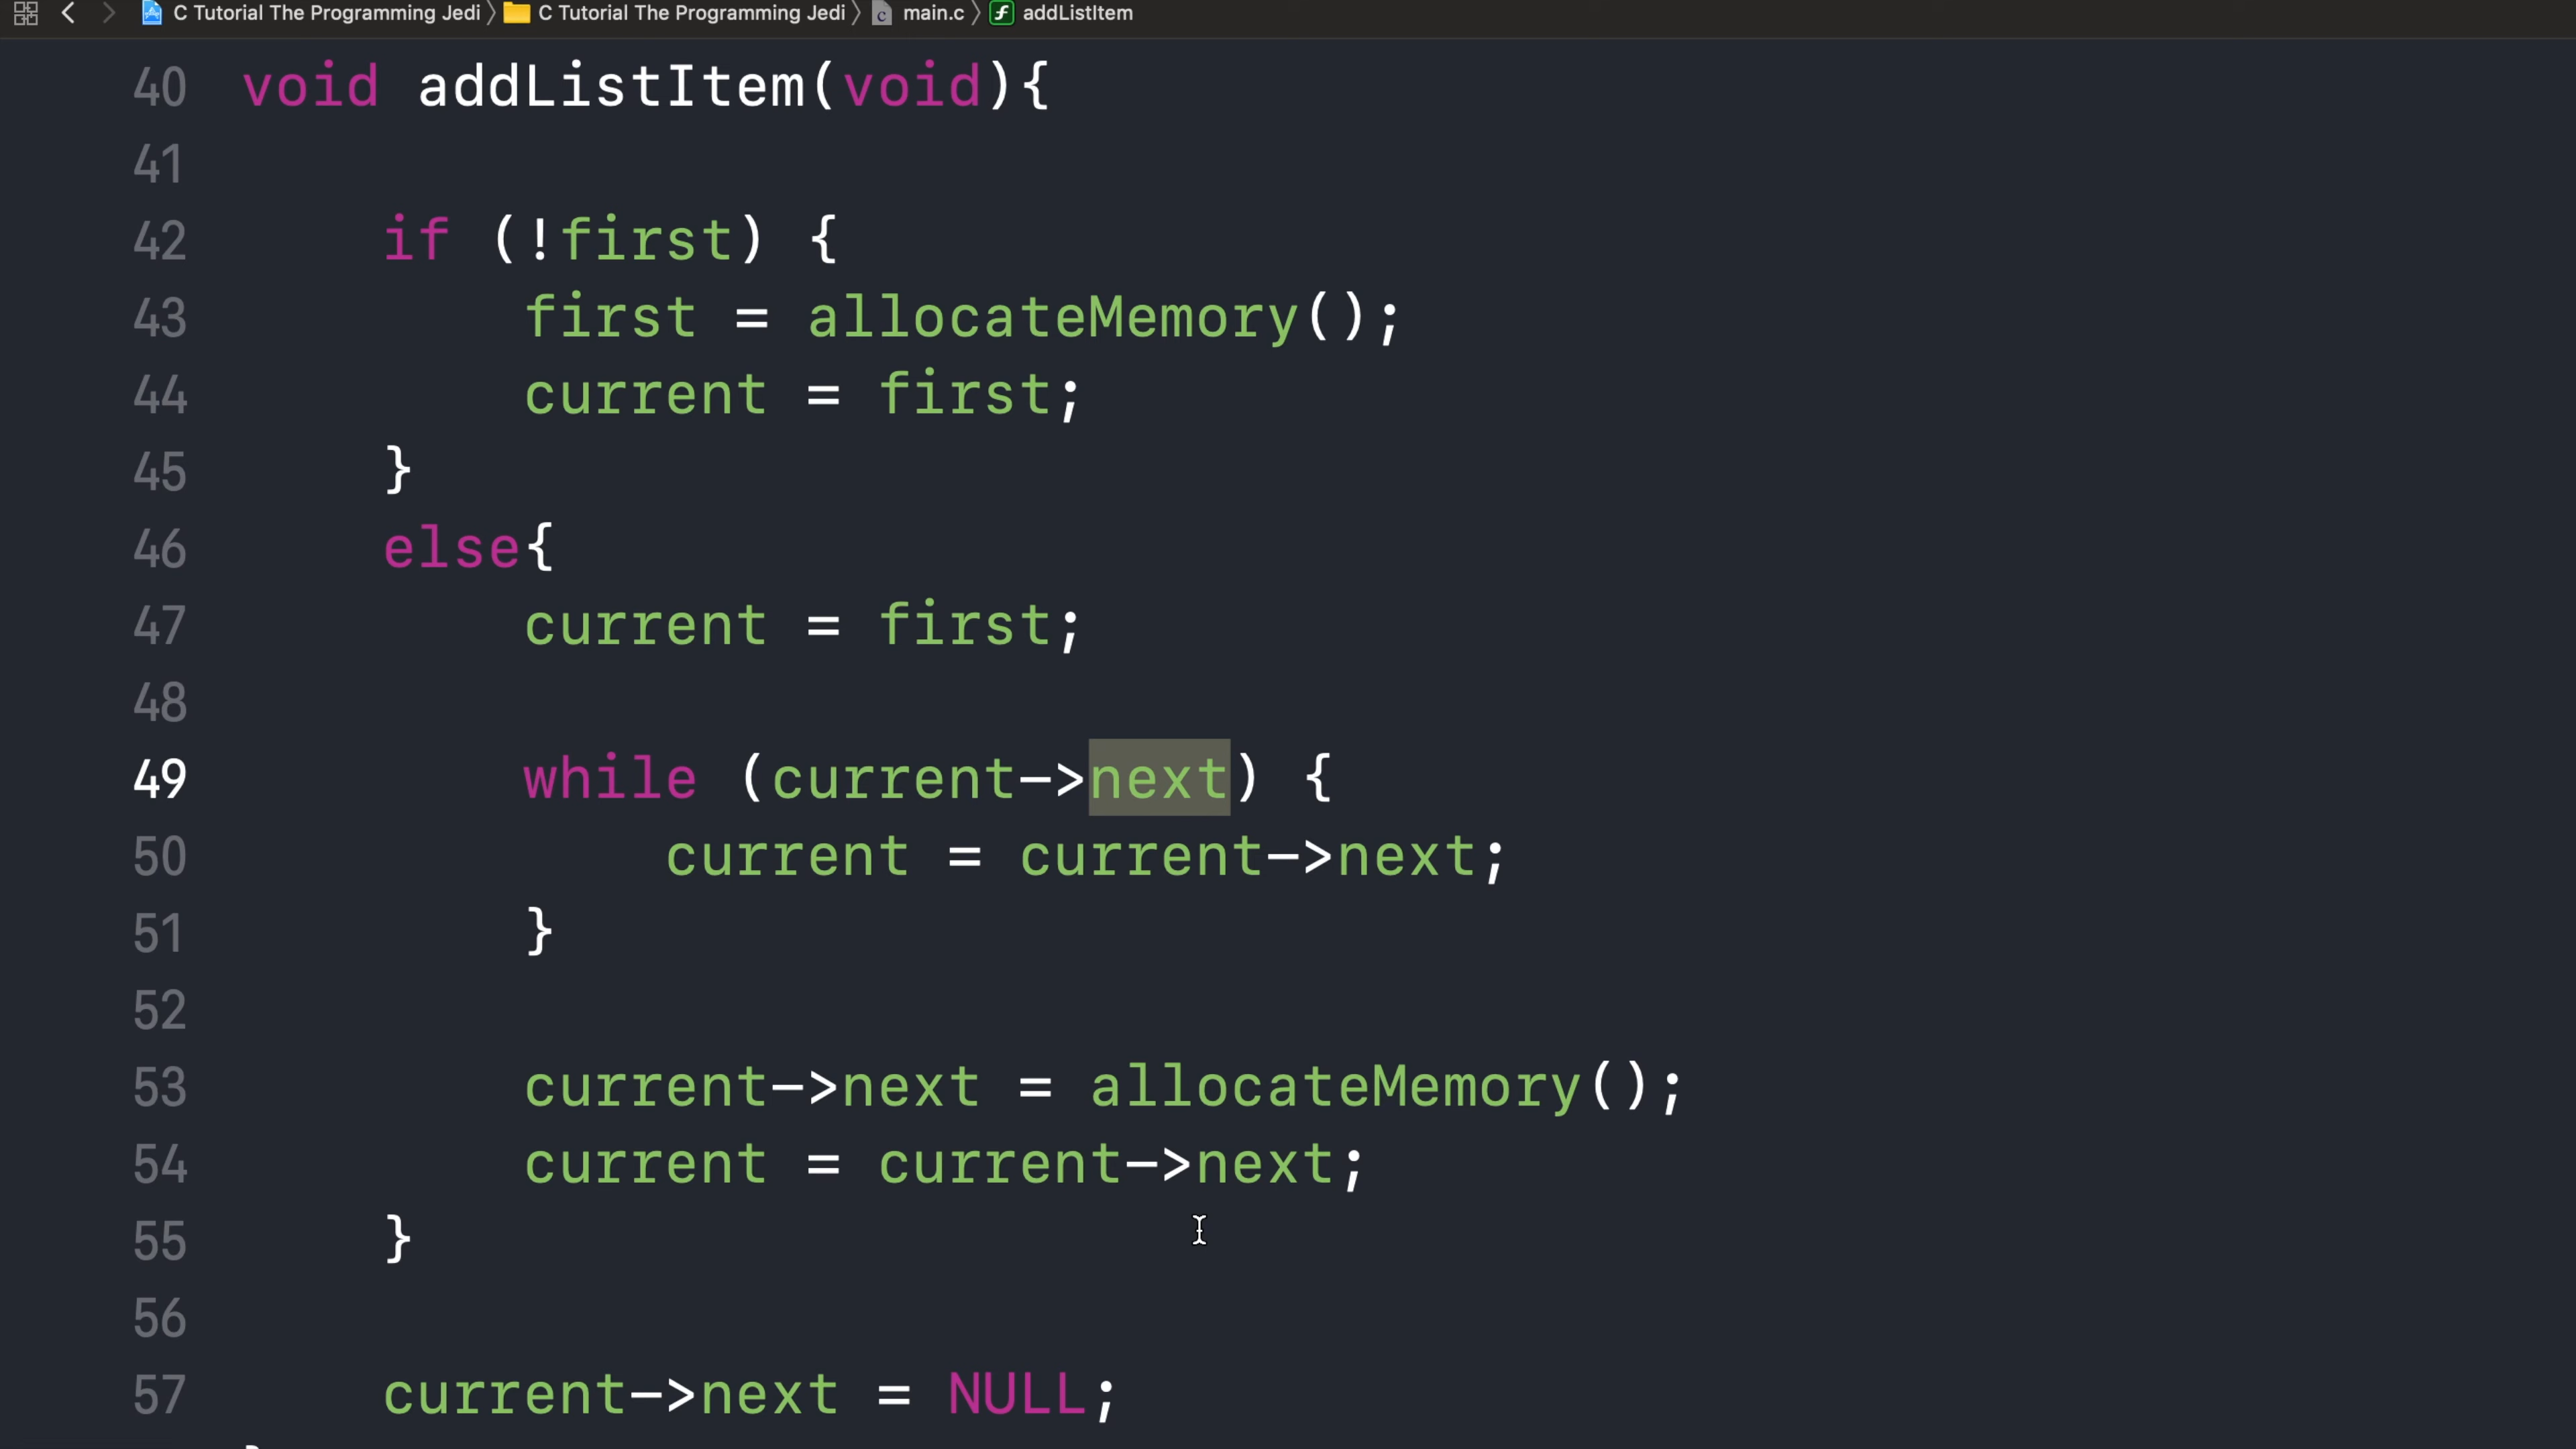 C Tutorial The Programming Jedi 〉 C Tutorial The Programming Jedi 〉 main.c 〉 addListItem
40 void addListItem(void){
41
42 if (!first) {
43 first = allocateMemory();
44 current = first;
45 }
46 else{
47 current = first;
48
49 while (current->next) {
50 current = current->next;
51 }
52
53 current->next = allocateMemory();
54 current = current->next;
55 }
56
57 current->next = NULL;